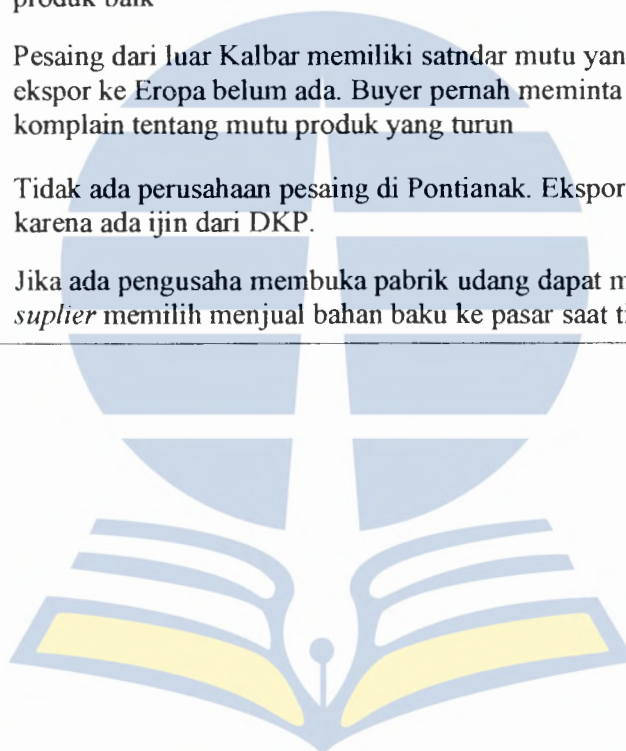 produk baik
Pesaing dari luar Kalbar memiliki satndar mutu yan
ekspor ke Eropa belum ada. Buyer pernah meminta
komplain tentang mutu produk yang turun
Tidak ada perusahaan pesaing di Pontianak. Ekspor
karena ada ijin dari DKP.
Jika ada pengusaha membuka pabrik udang dapat m
suplier memilih menjual bahan baku ke pasar saat ti